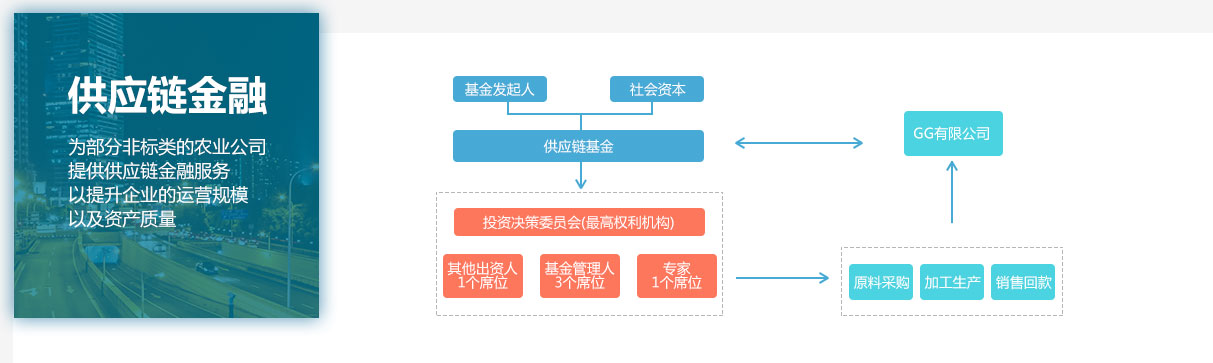 供应链金融
为部分非标类的农业公司
提供供应链金融服务
以提升企业的运营规模
以及资产质量
基金发起人
社会资本
供应链基金
GG有限公司
投资决策委员会(最高权利机构)
其他出资人
1个席位
基金管理人
3个席位
专家
1个席位
原料采购
加工生产
销售回款